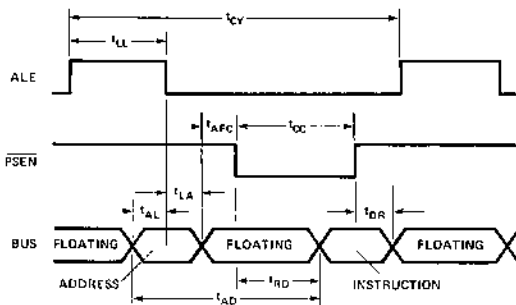 tCY
tLL
ALE
tAFC
tCC
PSEN
tLA
tAL
tDR
BUS
FLOATING
FLOATING
FLOATING
ADDRESS
tRD
INSTRUCTION
tAD